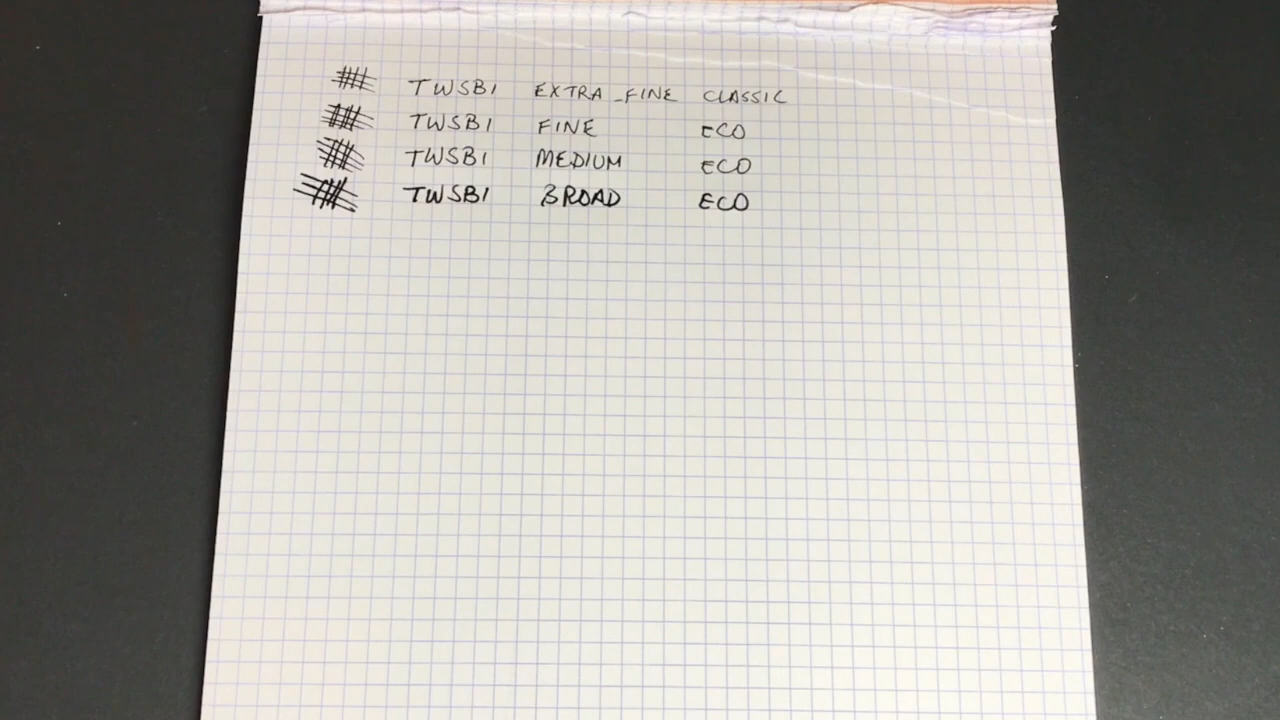 TWSBI EXTRA FINE CLASSIC
TWSBI FINE ECO
TWSBI MEDIUM ECO
TWSBI BROAD ECO